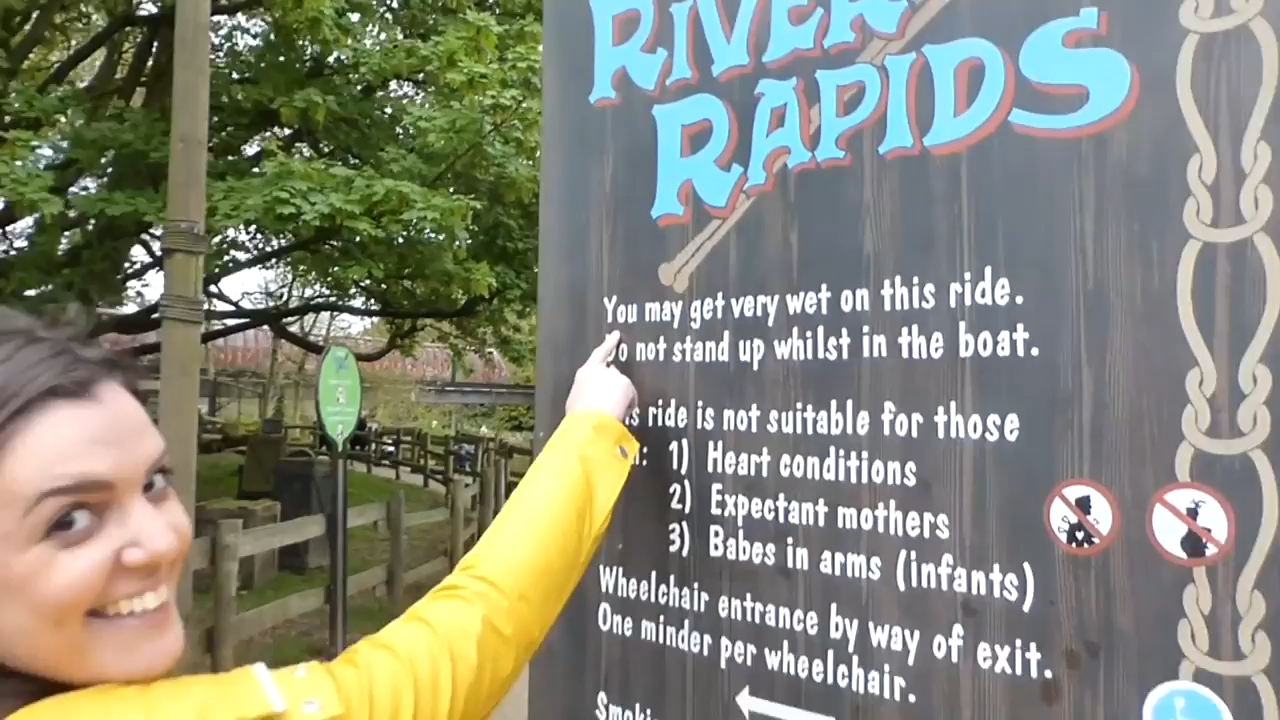 RIVER
RAPIDS
You may get very wet on this ride.
Do not stand up whilst in the boat.
ride is not suitable for those
1) Heart conditions
2) Expectant mothers
3) Babes in arms (infants)
Wheelchair entrance by way of exit.
One minder per wheelchair.